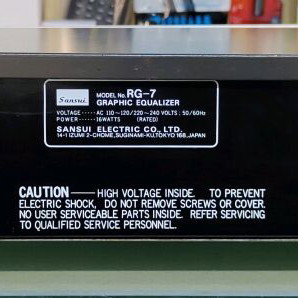 Sansui
MODEL No. RG-7
GRAPHIC EQUALIZER
VOLTAGE ······ AC 110~120/220~240 VOLTS : 50/60Hz
POWER ······ 16WATTS (RATED)
SANSUI ELECTRIC CO., LTD.
14-1 IZUMI 2-CHOME, SUGINAMI-KU, TOKYO 168, JAPAN
CAUTION — HIGH VOLTAGE INSIDE. TO PREVENT
ELECTRIC SHOCK, DO NOT REMOVE SCREWS OR COVER.
NO USER SERVICEABLE PARTS INSIDE. REFER SERVICING
TO QUALIFIED SERVICE PERSONNEL.